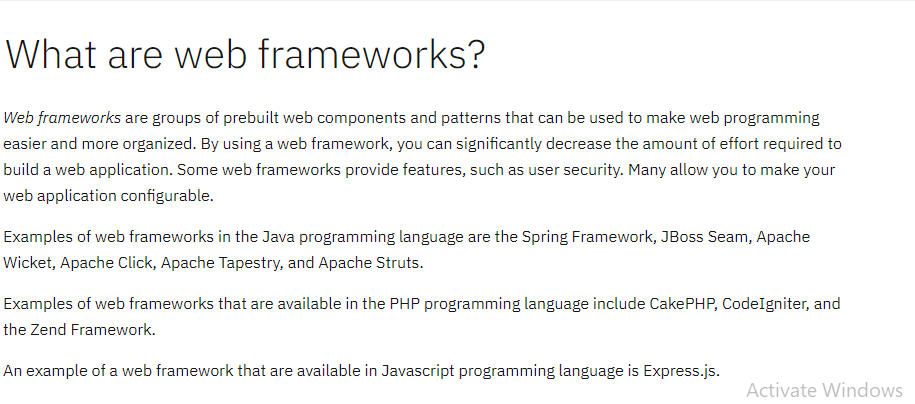 What are web frameworks?
Web frameworks are groups of prebuilt web components and patterns that can be used to make web programming
easier and more organized. By using a web framework, you can significantly decrease the amount of effort required to
build a web application. Some web frameworks provide features, such as user security. Many allow you to make your
web application configurable.
Examples of web frameworks in the Java programming language are the Spring Framework, JBoss Seam, Apache
Wicket, Apache Click, Apache Tapestry, and Apache Struts.
Examples of web frameworks that are available in the PHP programming language include CakePHP, CodeIgniter, and
the Zend Framework.
An example of a web framework that are available in Javascript programming language is Express.js.
Activate Windows